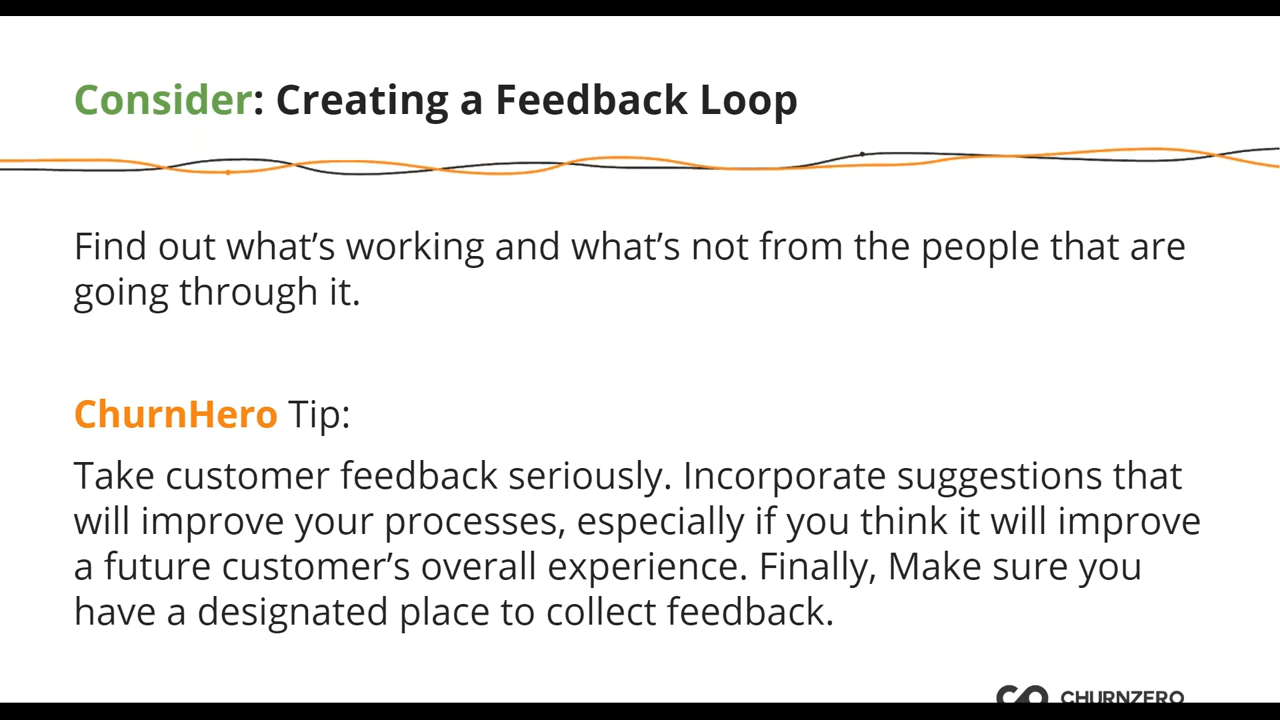 Consider: Creating a Feedback Loop
Find out what’s working and what’s not from the people that are
going through it.
ChurnHero Tip:
Take customer feedback seriously. Incorporate suggestions that
will improve your processes, especially if you think it will improve
a future customer’s overall experience. Finally, Make sure you
have a designated place to collect feedback.
CHURNZERO